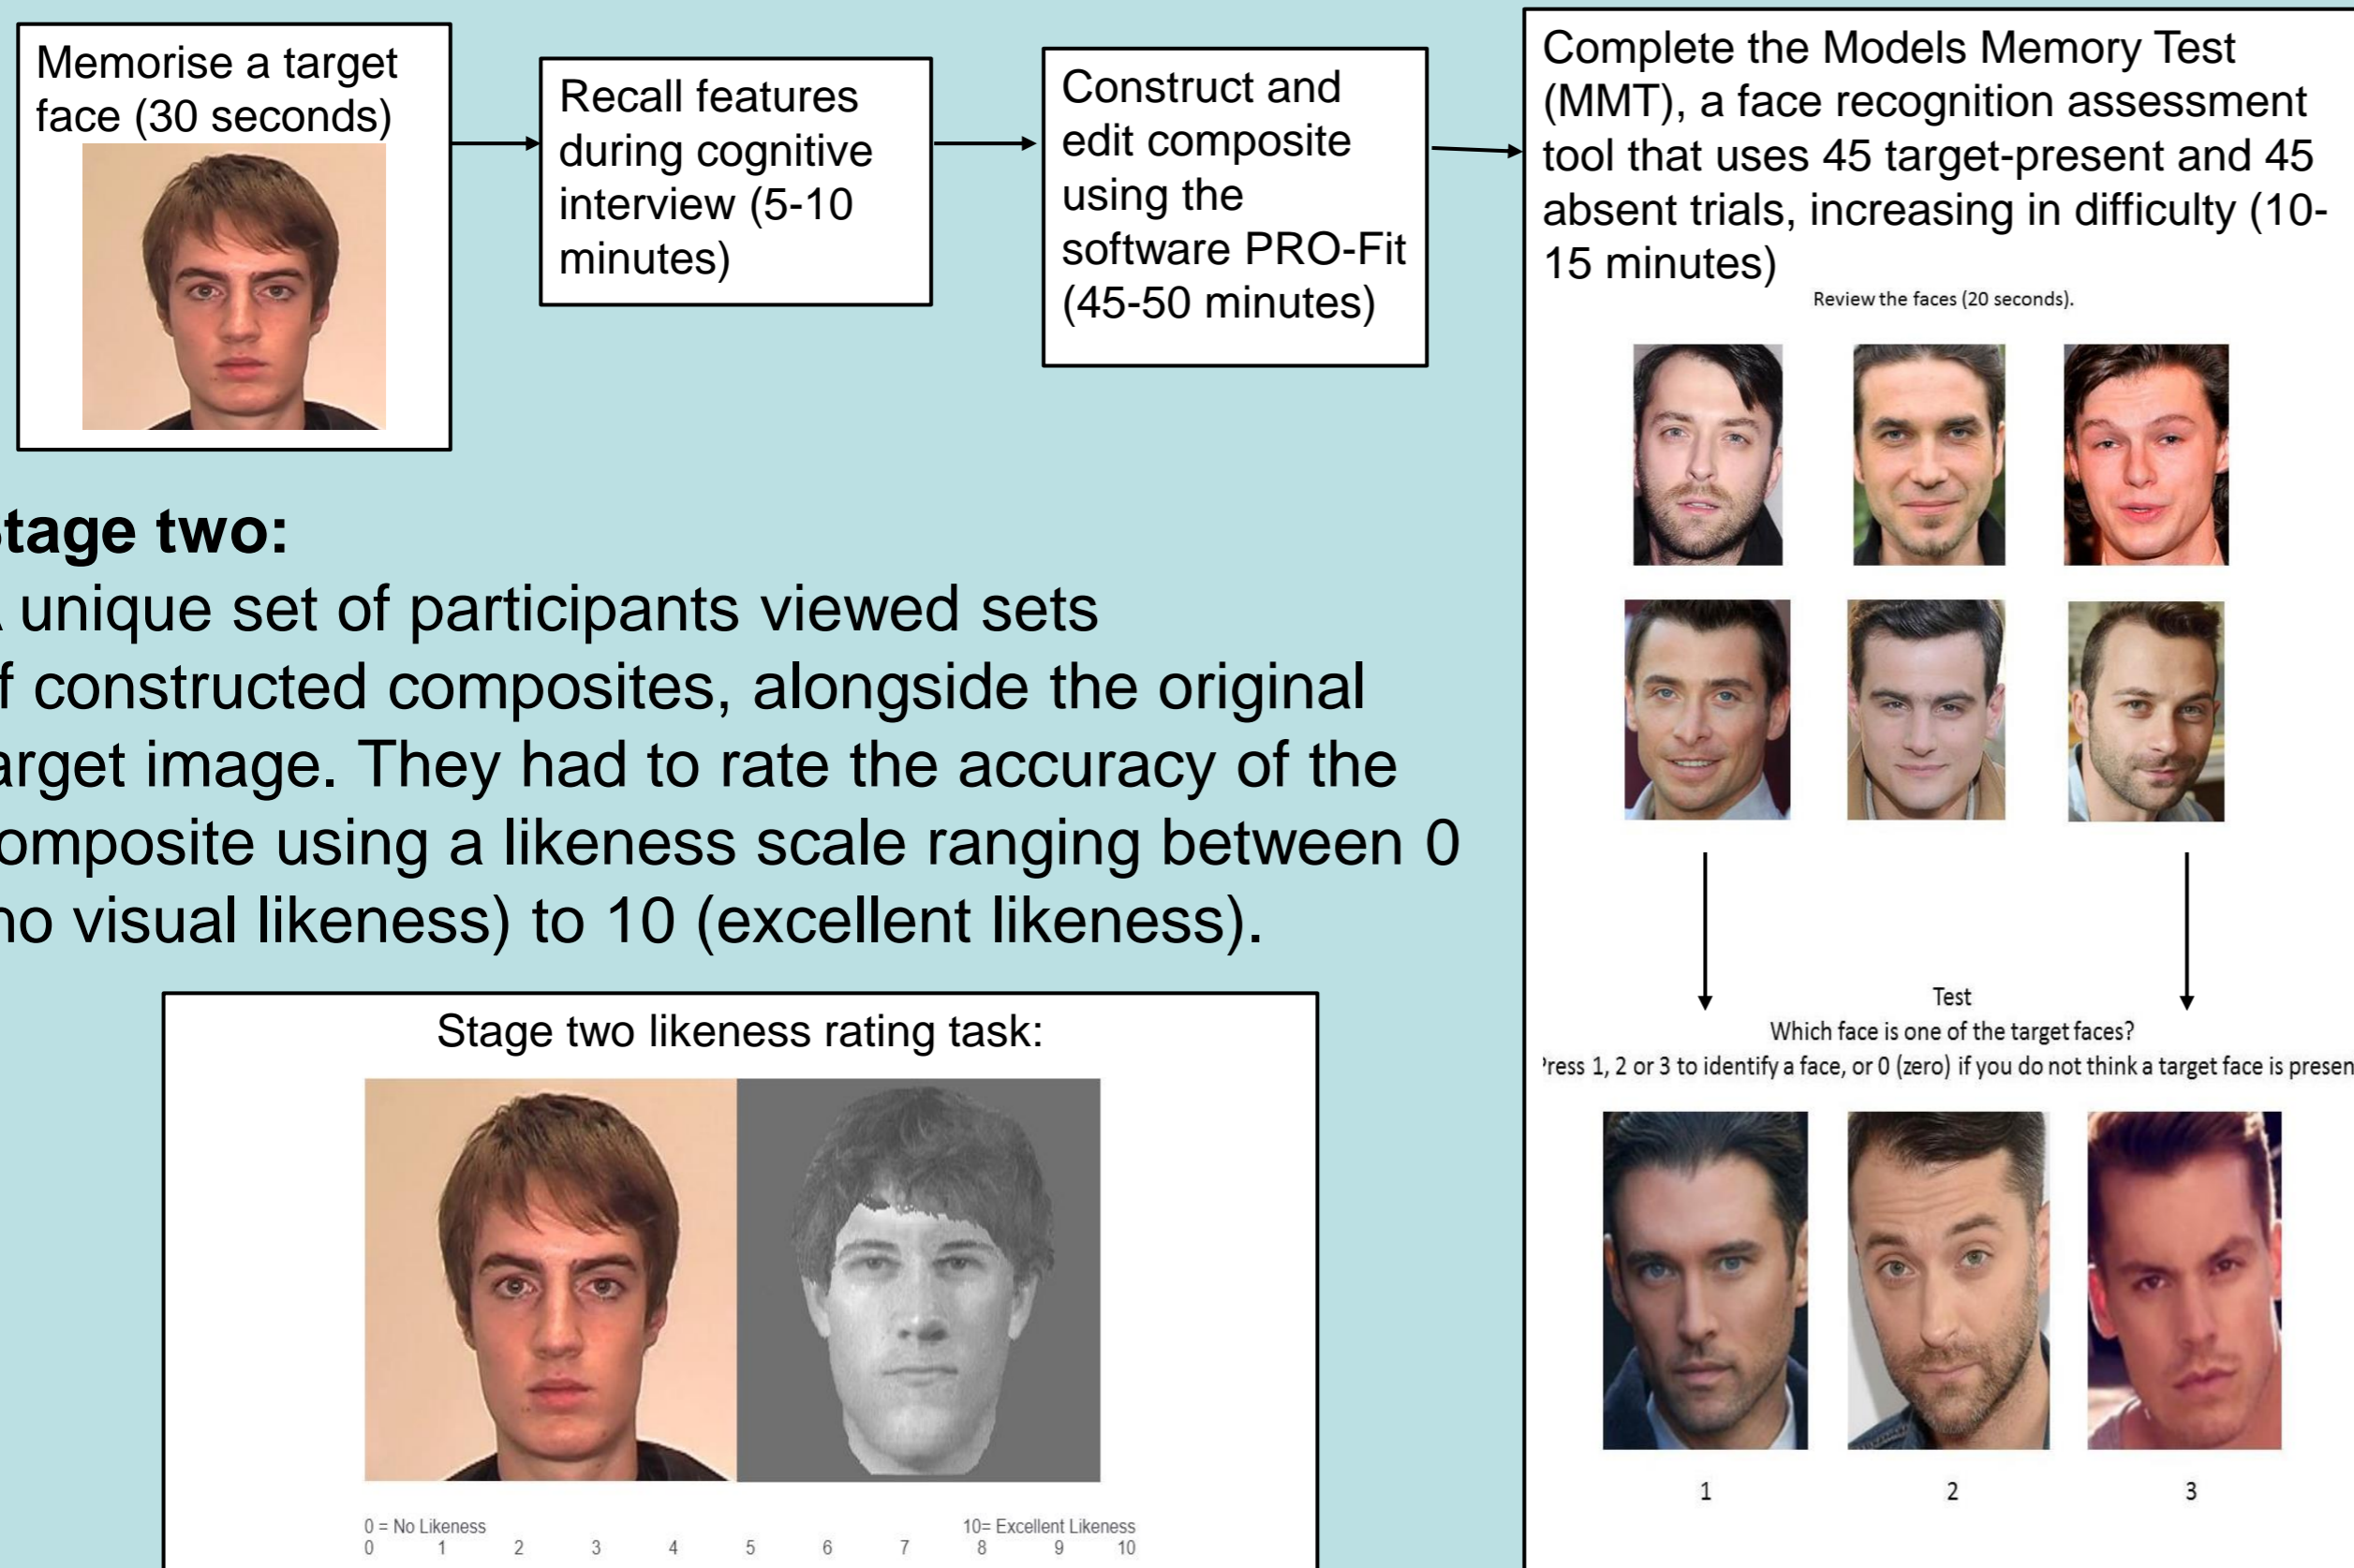 Memorise a target
face (30 seconds)
Recall features
during cognitive
interview (5-10
minutes)
Construct and
edit composite
using the
software PRO-Fit
(45-50 minutes)
Complete the Models Memory Test
(MMT), a face recognition assessment
tool that uses 45 target-present and 45
absent trials, increasing in difficulty (10-
15 minutes)
Review the faces (20 seconds).
Test
Which face is one of the target faces?
Press 1, 2 or 3 to identify a face, or 0 (zero) if you do not think a target face is presen
1 2 3
Stage two:
A unique set of participants viewed sets
of constructed composites, alongside the original
target image. They had to rate the accuracy of the
composite using a likeness scale ranging between 0
(no visual likeness) to 10 (excellent likeness).
Stage two likeness rating task:
0 = No Likeness 10= Excellent Likeness
0 1 2 3 4 5 6 7 8 9 10